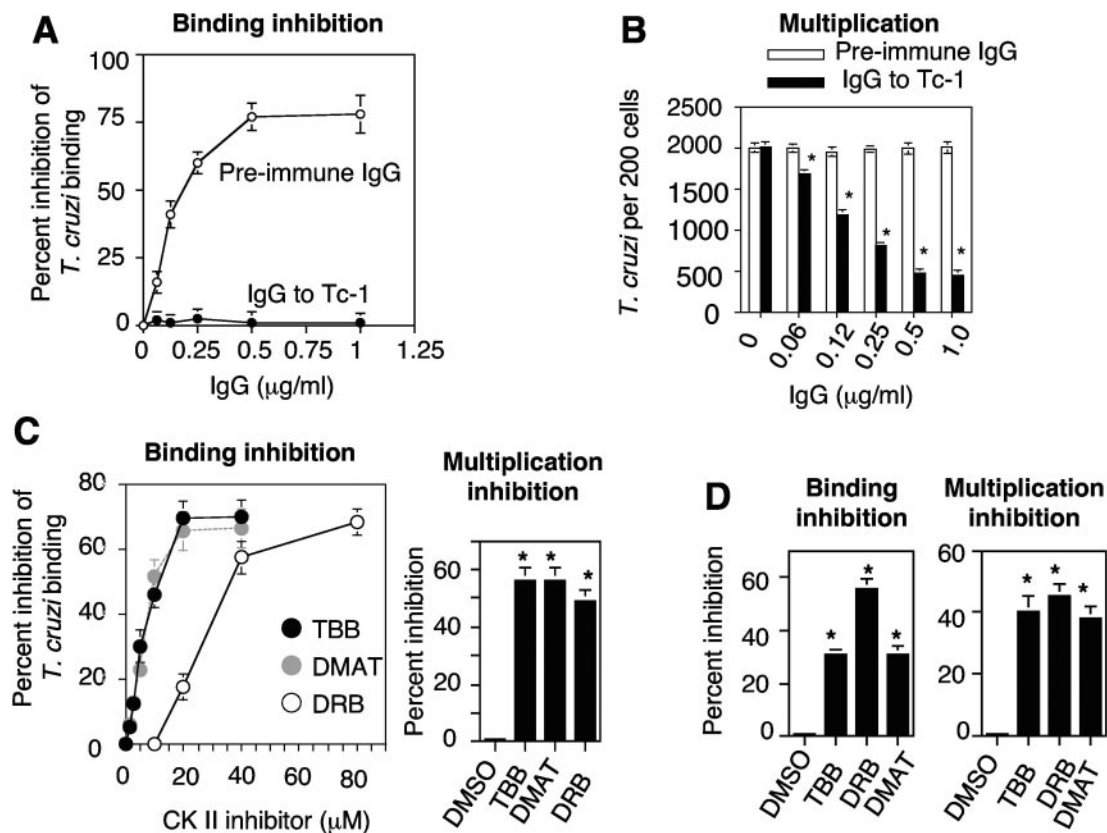 A
Binding inhibition
Percent inhibition of
T. cruzi binding
100
75
50
25
0
Pre-immune IgG
IgG to Tc-1
0 0.25 0.5 0.75 1 1.25
IgG (μg/ml)
B
Multiplication
Pre-immune IgG
IgG to Tc-1
T. cruzi per 200 cells
2500
2000
1500
1000
500
0
*
*
*
*
*
0 0.06 0.12 0.25 0.5 1.0
IgG (μg/ml)
C
Binding inhibition
Percent inhibition of
T. cruzi binding
80
60
40
20
0
TBB
DMAT
DRB
0 20 40 60 80
CK II inhibitor (μM)
Multiplication
inhibition
Percent inhibition
60
50
40
30
20
10
0
* * *
DMSO TBB DMAT DRB
D
Binding
inhibition
Percent inhibition
60
40
20
0
* * *
DMSO TBB DRB DMAT
Multiplication
inhibition
60
40
20
0
* * *
DMSO TBB DRB DMAT